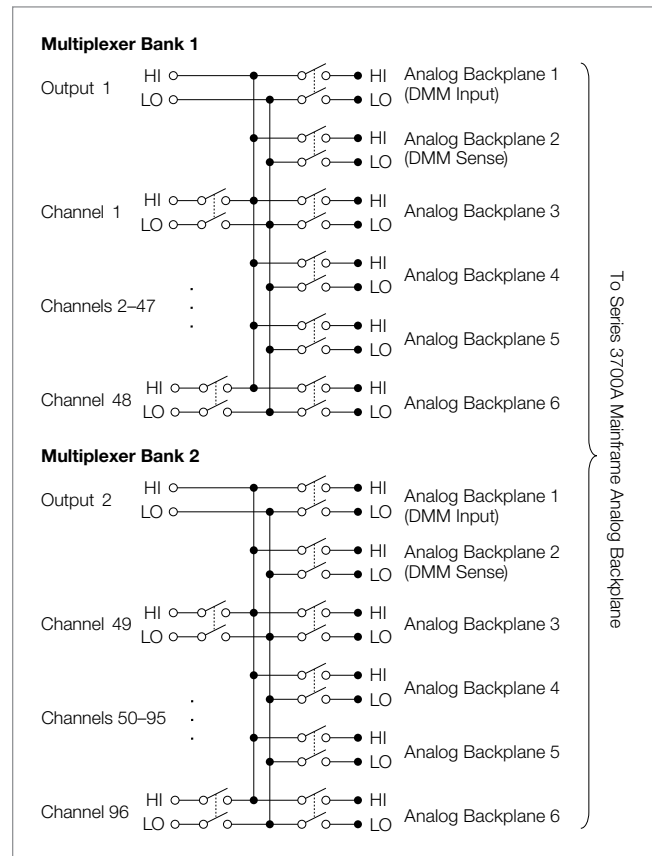 Multiplexer Bank 1
Output 1
HI
LO
HI
LO
Analog Backplane 1
(DMM Input)
HI
LO
Analog Backplane 2
(DMM Sense)
Channel 1
HI
LO
HI
LO
Analog Backplane 3
HI
LO
Analog Backplane 4
Channels 2–47
HI
LO
Analog Backplane 5
Channel 48
HI
LO
HI
LO
Analog Backplane 6
Multiplexer Bank 2
Output 2
HI
LO
HI
LO
Analog Backplane 1
(DMM Input)
HI
LO
Analog Backplane 2
(DMM Sense)
Channel 49
HI
LO
HI
LO
Analog Backplane 3
HI
LO
Analog Backplane 4
Channels 50–95
HI
LO
Analog Backplane 5
Channel 96
HI
LO
HI
LO
Analog Backplane 6
To Series 3700A Mainframe Analog Backplane